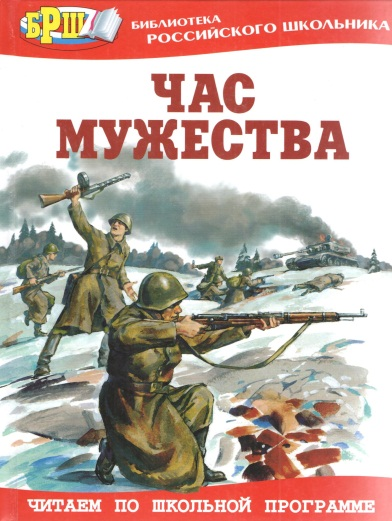 БРШ
БИБЛИОТЕКА
РОССИЙСКОГО ШКОЛЬНИКА
ЧАС
МУЖЕСТВА
ЧИТАЕМ ПО ШКОЛЬНОЙ ПРОГРАММЕ